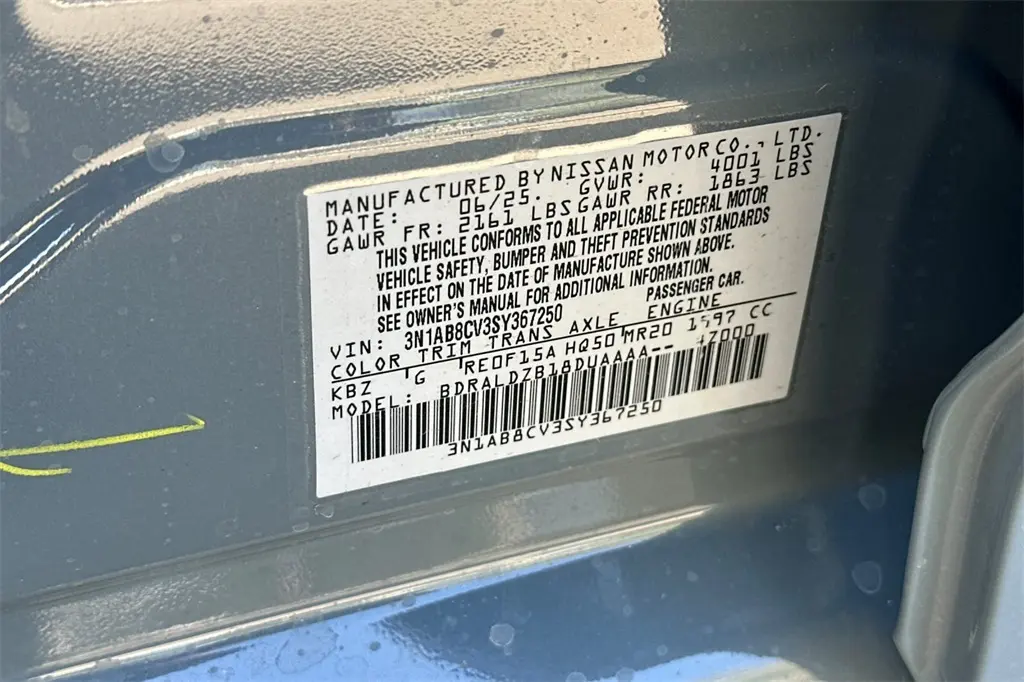 MANUFACTURED BY NISSAN MOTOR CO., LTD.
DATE: 06/25. GVWR: 4001 LBS
GAWR FR: 2161 LBS GAWR RR: 1863 LBS
THIS VEHICLE CONFORMS TO ALL APPLICABLE FEDERAL MOTOR
VEHICLE SAFETY, BUMPER AND THEFT PREVENTION STANDARDS
IN EFFECT ON THE DATE OF MANUFACTURE SHOWN ABOVE.
SEE OWNER'S MANUAL FOR ADDITIONAL INFORMATION.
VIN: 3N1AB8CV3SY367250 PASSENGER CAR.
COLOR TRIM TRANS AXLE ENGINE
KBZ G RE0F15A HQ50 MR20 1997 CC
MODEL: BDRALDZB18DUAAAA--
3N1AB8CV3SY367250